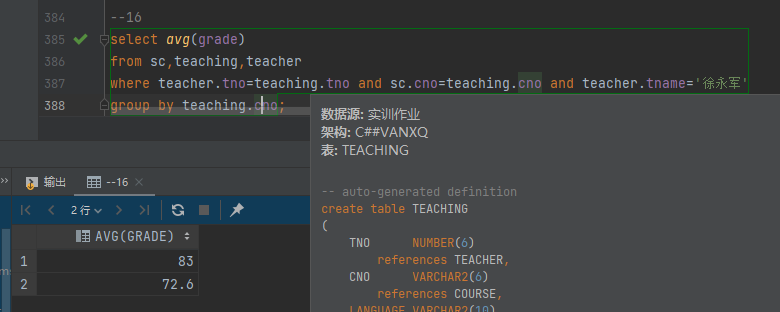 384 --16
385 select avg(grade)
386 from sc,teaching,teacher
387 where teacher.tno=teaching.tno and sc.cno=teaching.cno and teacher.tname='徐永军'
388 group by teaching.cno;
数据源: 实训作业
架构: C##VANXQ
表: TEACHING
-- auto-generated definition
create table TEACHING
(
TNO NUMBER(6)
references TEACHER,
CNO VARCHAR2(6)
references COURSE,
LANGUAGE VARCHAR2(10)
输出 --16
2 行
AVG(GRADE)
1 83
2 72.6